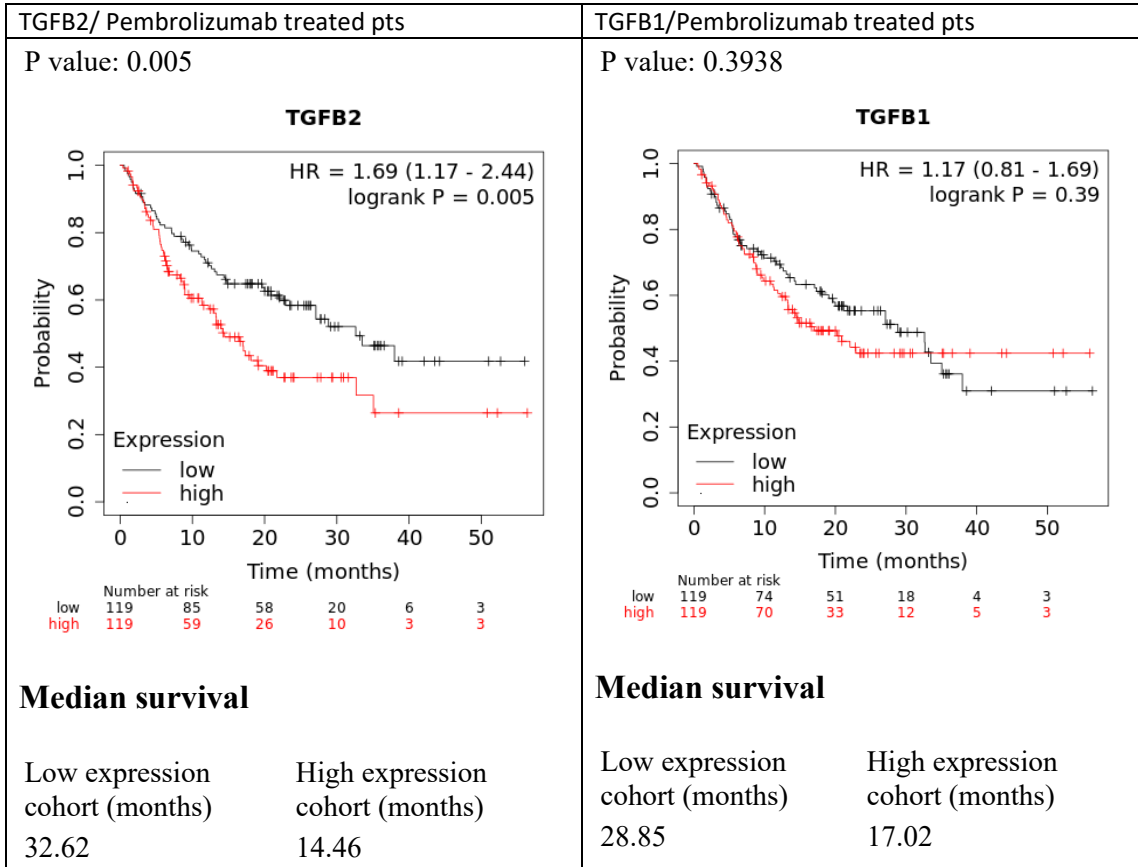 TGFB2/ Pembrolizumab treated pts
P value: 0.005
TGFB2
HR = 1.69 (1.17 - 2.44)
logrank P = 0.005
Probability
1.0
0.8
0.6
0.4
0.2
0.0
Expression
low
high
0 10 20 30 40 50
Time (months)
Number at risk
low 119 85 58 20 6 3
high 119 59 26 10 3 3
Median survival
Low expression
cohort (months)
32.62
High expression
cohort (months)
14.46
TGFB1/Pembrolizumab treated pts
P value: 0.3938
TGFB1
HR = 1.17 (0.81 - 1.69)
logrank P = 0.39
Probability
1.0
0.8
0.6
0.4
0.2
0.0
Expression
low
high
0 10 20 30 40 50
Time (months)
Number at risk
low 119 74 51 18 4 3
high 119 70 33 12 5 3
Median survival
Low expression
cohort (months)
28.85
High expression
cohort (months)
17.02